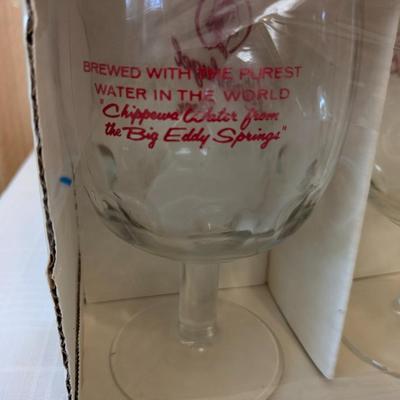 BREWED WITH THE PUREST
WATER IN THE WORLD
"Chippewa Water from
the Big Eddy Springs"